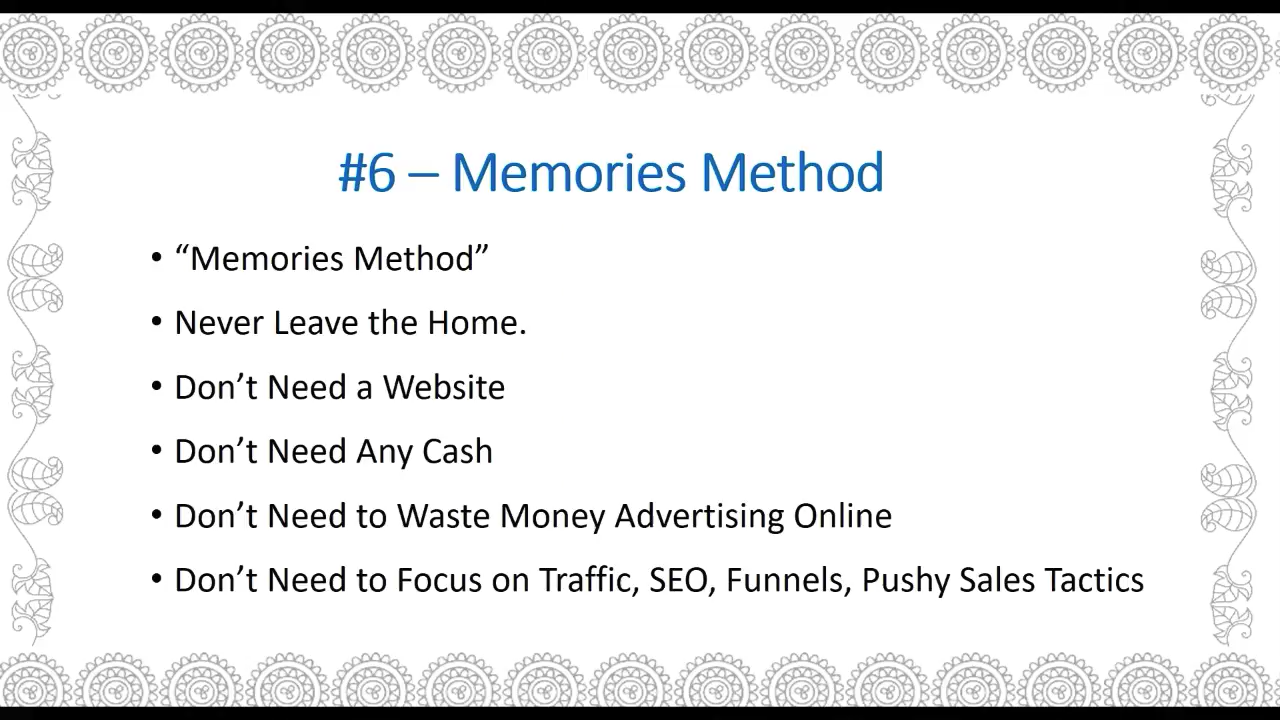 #6 – Memories Method
• “Memories Method”
• Never Leave the Home.
• Don’t Need a Website
• Don’t Need Any Cash
• Don’t Need to Waste Money Advertising Online
• Don’t Need to Focus on Traffic, SEO, Funnels, Pushy Sales Tactics